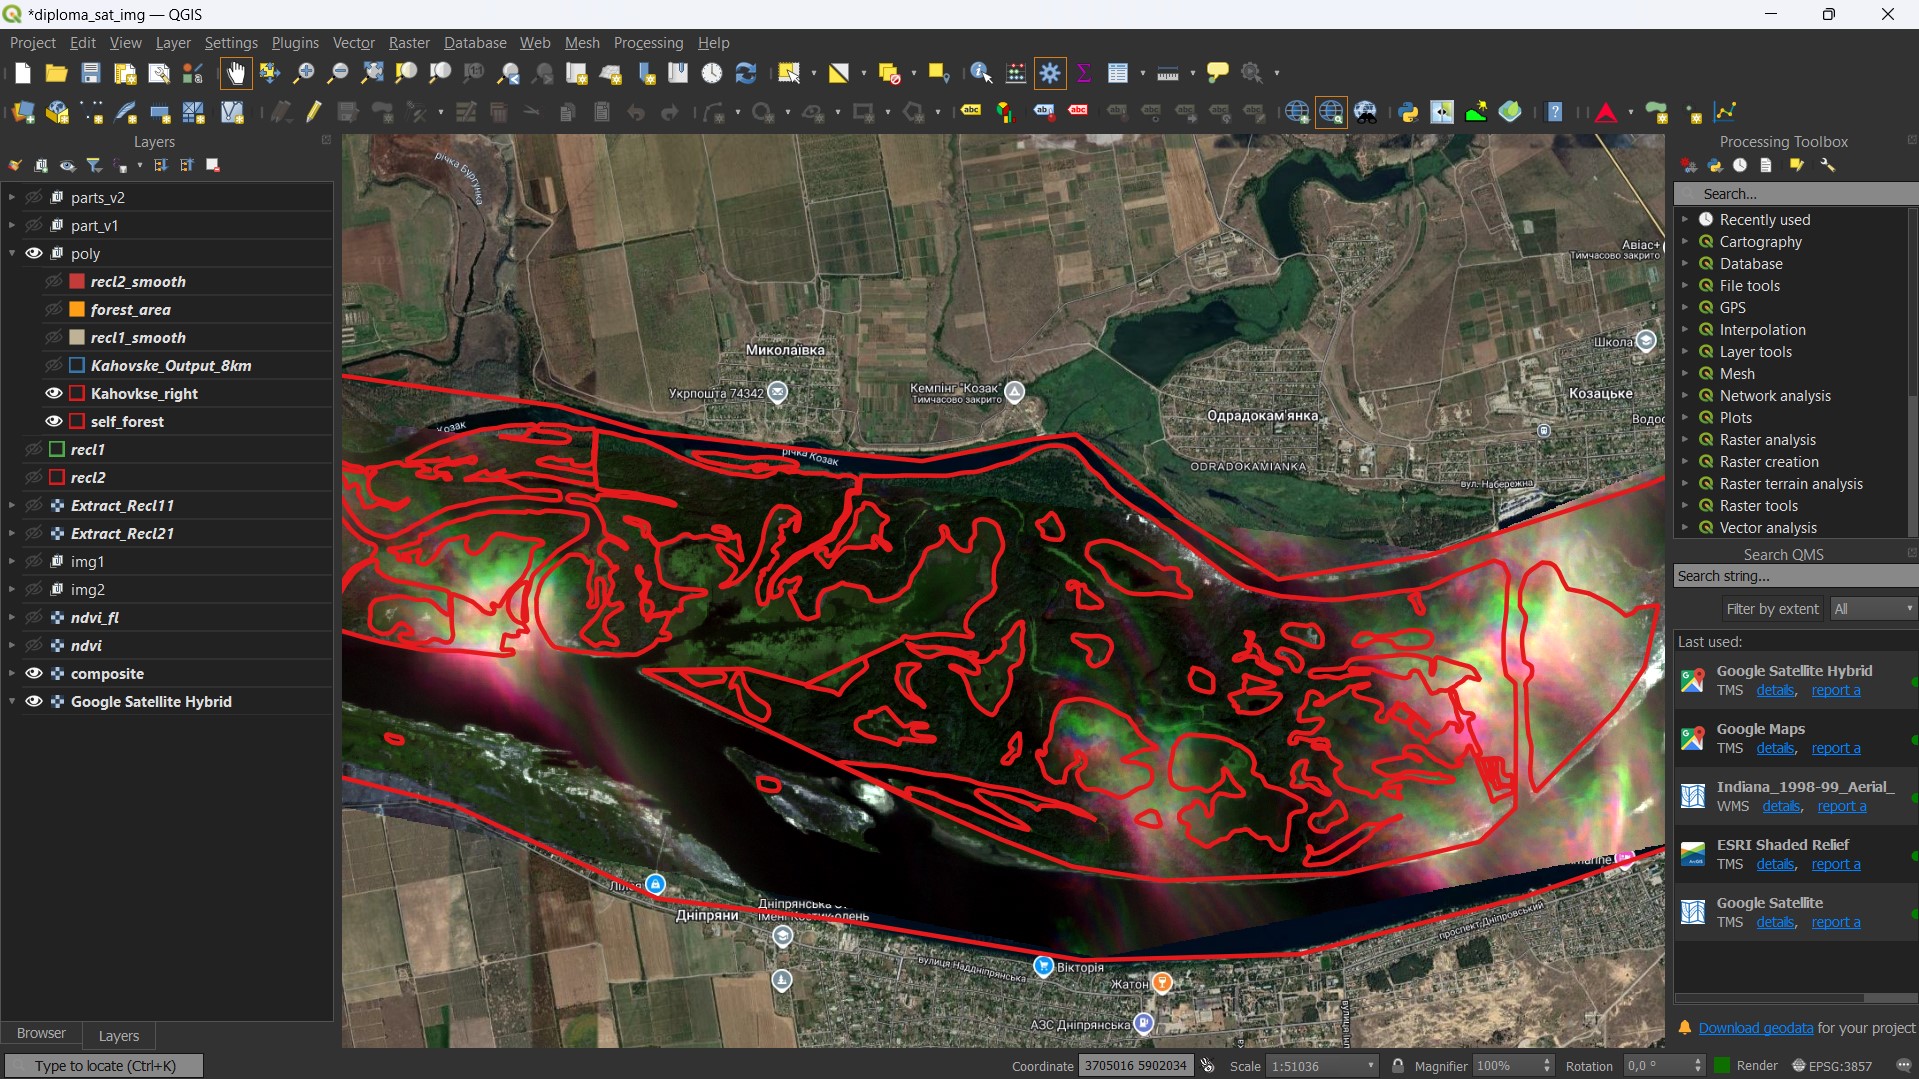 *diploma_sat_img — QGIS
Project Edit View Layer Settings Plugins Vector Raster Database Web Mesh Processing Help
Layers
parts_v2
part_v1
poly
recl2_smooth
forest_area
recl1_smooth
Kahovske_Output_8km
Kahovkse_right
self_forest
recl1
recl2
Extract_Recl11
Extract_Recl21
img1
img2
ndvi_fl
ndvi
composite
Google Satellite Hybrid
Browser
Layers
Type to locate (Ctrl+K)
річка Бургунка
Миколаївка
Укрпошта 74342
Кемпінг "Козак"
Тимчасово закрито
Одрадокам'янка
ODRADOKAMIANKA
Авіас+
Тимчасово закрито
Школа
Козацьке
Водос
вул. Набережна
Козак
річка Козак
Дніпряни
Дніпрянська
вулиця Наддніпрянська
Вікторія
Жатон
АЗС Дніпрянська
проспект Дніпровський
Processing Toolbox
Search...
Recently used
Cartography
Database
File tools
GPS
Interpolation
Layer tools
Mesh
Network analysis
Plots
Raster analysis
Raster creation
Raster terrain analysis
Raster tools
Vector analysis
Search QMS
Search string...
Filter by extent All
Last used:
Google Satellite Hybrid
TMS details, report a
Google Maps
TMS details, report a
Indiana_1998-99_Aerial_
WMS details, report a
ESRI Shaded Relief
TMS details, report a
Google Satellite
TMS details, report a
Download geodata for your project
Coordinate 3705016 5902034 Scale 1:51036 Magnifier 100% Rotation 0,0 ° Render EPSG:3857